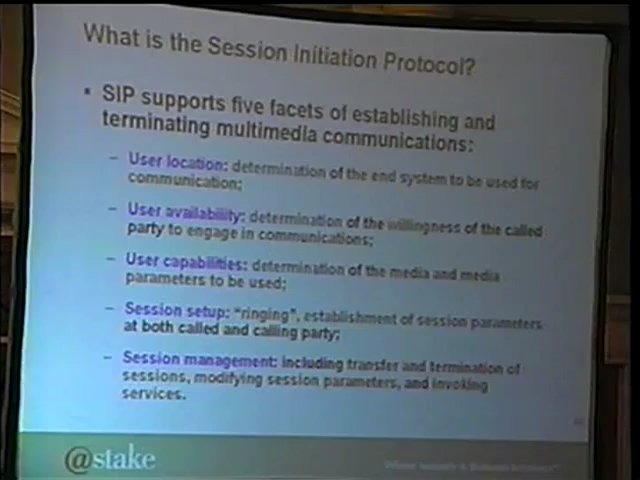 What is the Session Initiation Protocol?
▪ SIP supports five facets of establishing and
terminating multimedia communications:
– User location: determination of the end system to be used for
communication;
– User availability: determination of the willingness of the called
party to engage in communications;
– User capabilities: determination of the media and media
parameters to be used;
– Session setup: "ringing", establishment of session parameters
at both called and calling party;
– Session management: including transfer and termination of
sessions, modifying session parameters, and invoking
services.
@stake